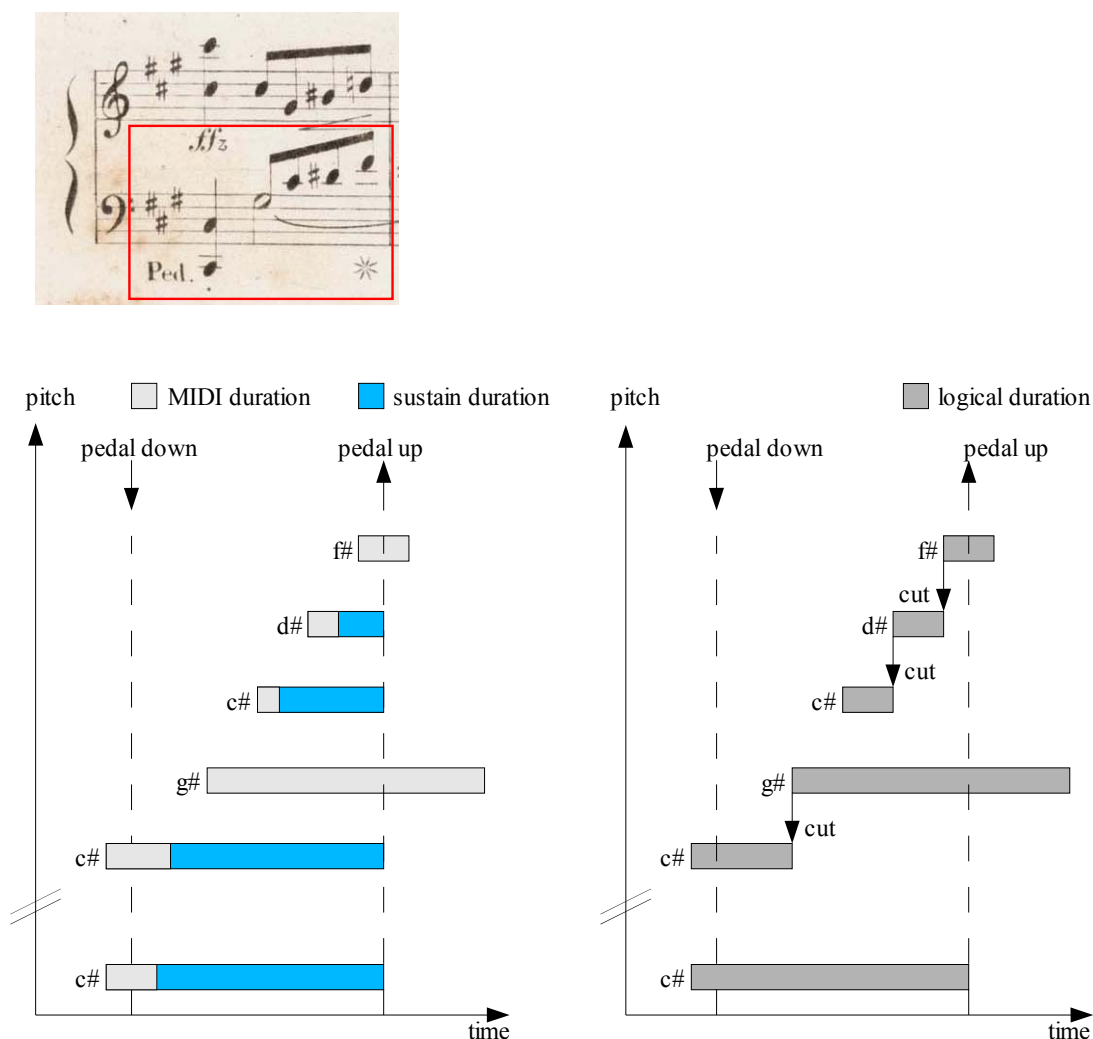 ffz
Ped.
pitch
MIDI duration
sustain duration
pedal down
pedal up
f#
d#
c#
g#
c#
c#
time
pitch
logical duration
pedal down
pedal up
f#
cut
d#
cut
c#
g#
cut
c#
c#
time